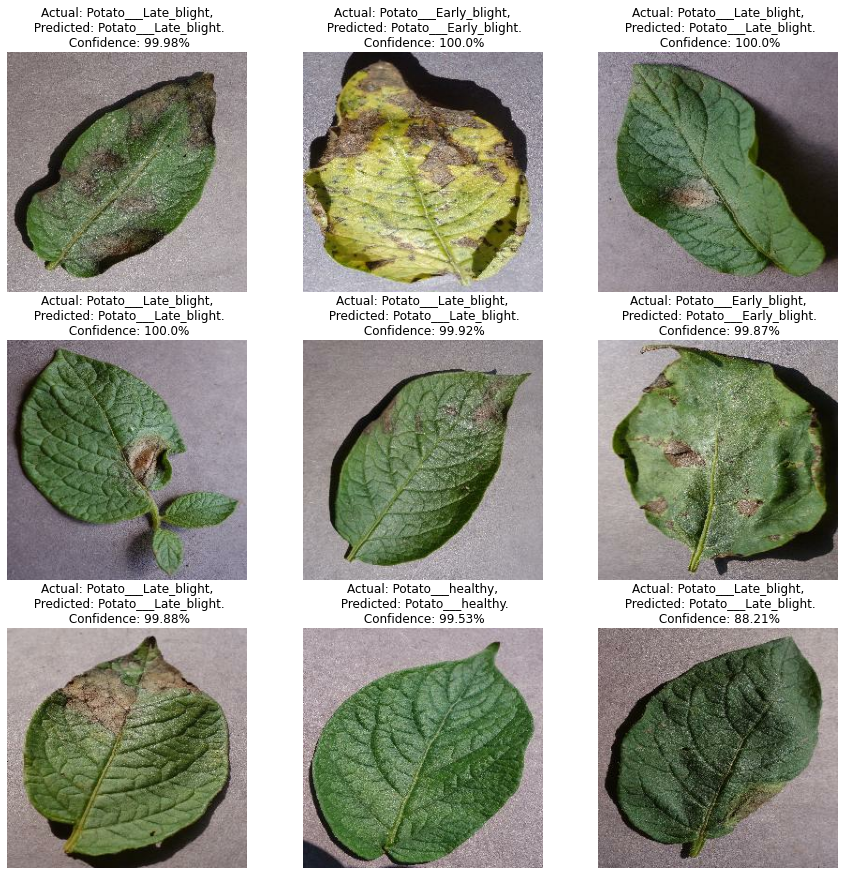 Actual: Potato___Late_blight,
Predicted: Potato___Late_blight.
Confidence: 99.98%
Actual: Potato___Early_blight,
Predicted: Potato___Early_blight.
Confidence: 100.0%
Actual: Potato___Late_blight,
Predicted: Potato___Late_blight.
Confidence: 100.0%
Actual: Potato___Late_blight,
Predicted: Potato___Late_blight.
Confidence: 100.0%
Actual: Potato___Late_blight,
Predicted: Potato___Late_blight.
Confidence: 99.92%
Actual: Potato___Early_blight,
Predicted: Potato___Early_blight.
Confidence: 99.87%
Actual: Potato___Late_blight,
Predicted: Potato___Late_blight.
Confidence: 99.88%
Actual: Potato___healthy,
Predicted: Potato___healthy.
Confidence: 99.53%
Actual: Potato___Late_blight,
Predicted: Potato___Late_blight.
Confidence: 88.21%